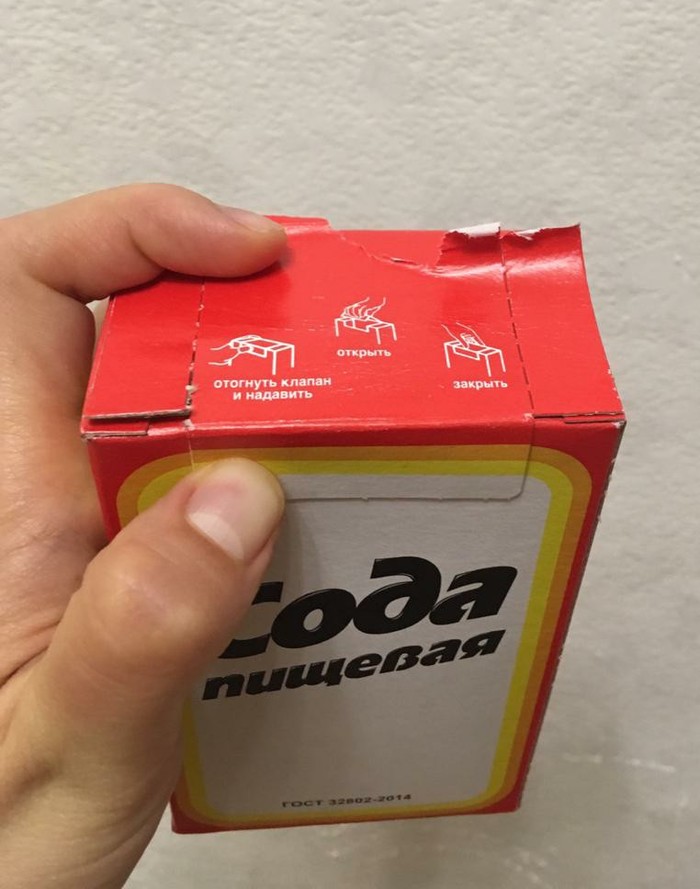 открыть
отогнуть клапан
и надавить
закрыть
Сода
пищевая
ГОСТ 32802-2014